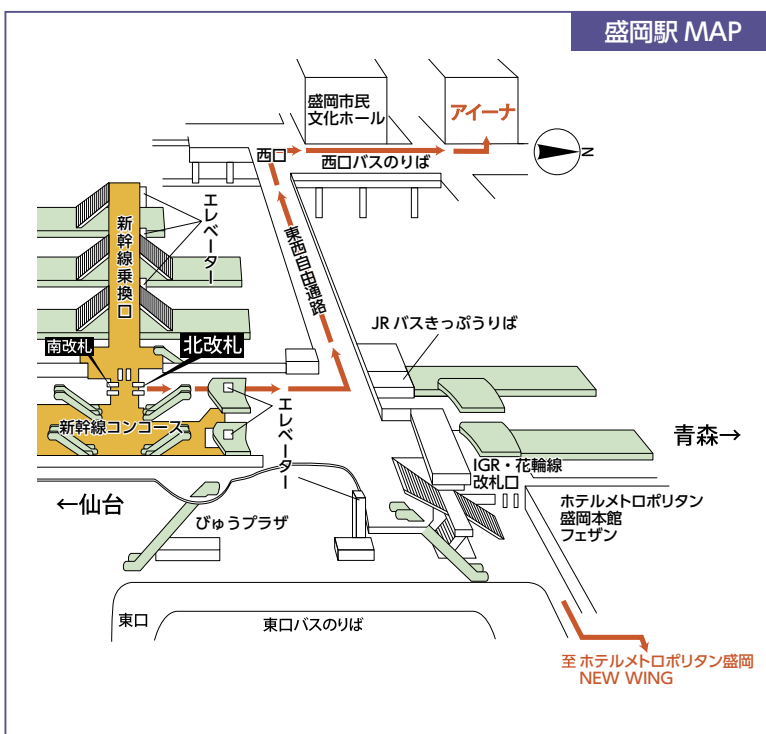 盛岡駅 MAP
盛岡市民
文化ホール
アイーナ
西口
西口バスのりば
N
エレベーター
新幹線乗換口
東西自由通路
JRバスきっぷうりば
南改札
北改札
新幹線コンコース
エレベーター
青森→
IGR・花輪線
改札口
←仙台
びゅうプラザ
ホテルメトロポリタン
盛岡本館
フェザン
東口
東口バスのりば
至 ホテルメトロポリタン盛岡
NEW WING